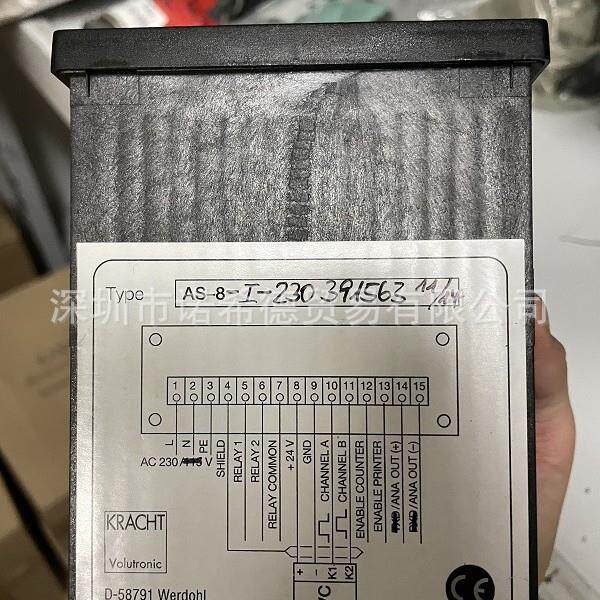 Type AS-8-I-230 391563 11/14
深圳市诺希德贸易有限公司
1 2 3 4 5 6 7 8 9 10 11 12 13 14 15
L
N
PE
AC 230/115 V
SHIELD
RELAY 1
RELAY 2
RELAY COMMON
+ 24 V
GND
CHANNEL A
CHANNEL B
ENABLE COUNTER
ENABLE PRINTER
/ANA OUT (+)
/ANA OUT (-)
KRACHT
Volutronic
+ - K1 K2
VC
D-58791 Werdohl
CE